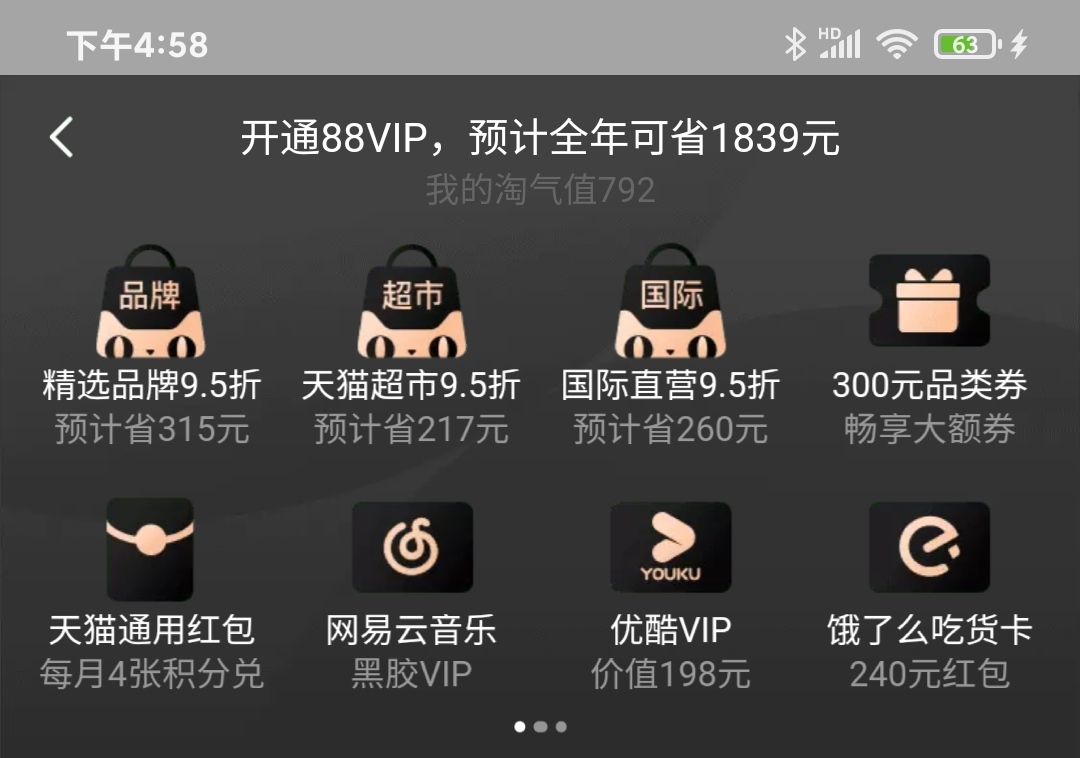 下午4:58
HD
63
开通88VIP，预计全年可省1839元
我的淘气值792
品牌
超市
国际
精选品牌9.5折
天猫超市9.5折
国际直营9.5折
300元品类券
预计省315元
预计省217元
预计省260元
畅享大额券
YOUKU
天猫通用红包
网易云音乐
优酷VIP
饿了么吃货卡
每月4张积分兑
黑胶VIP
价值198元
240元红包